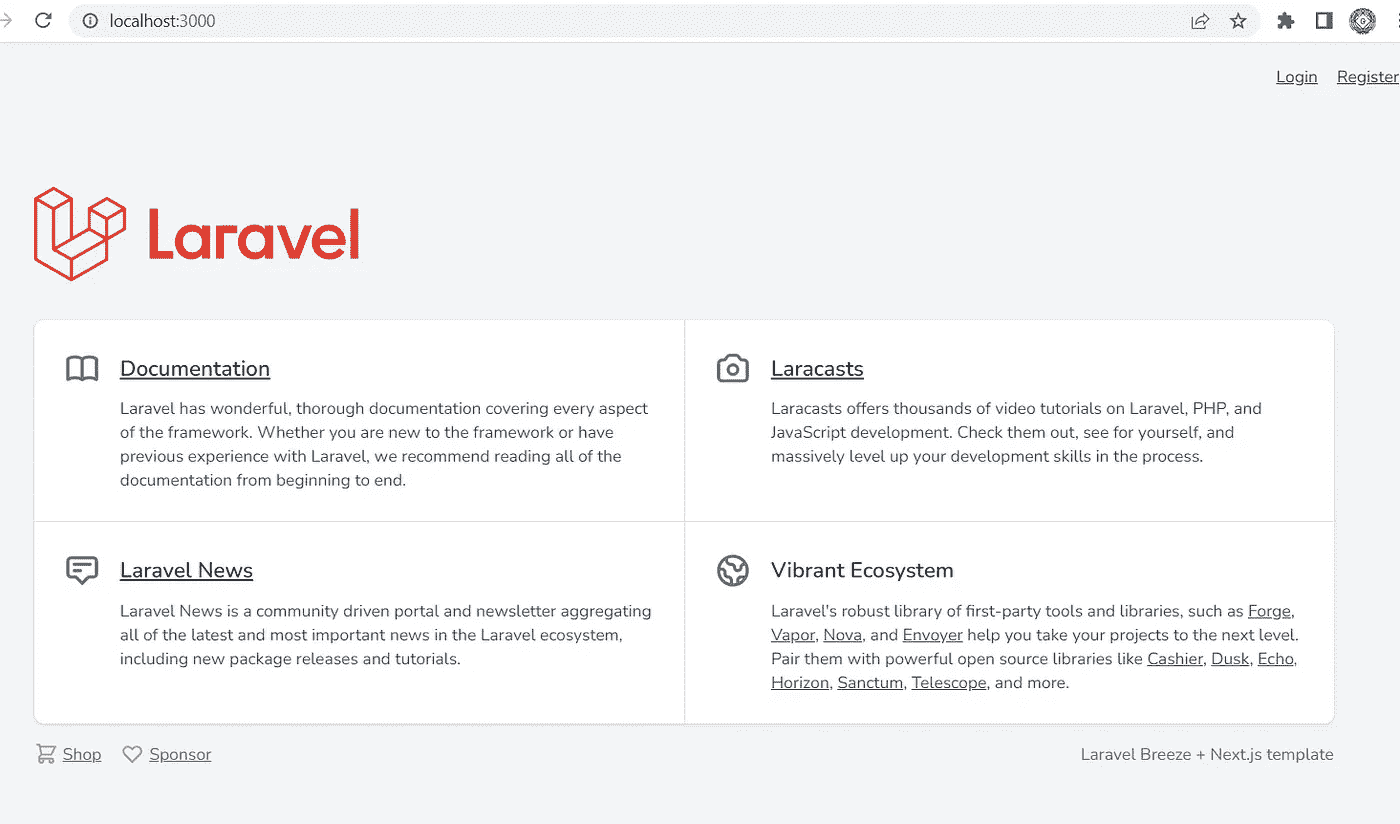 localhost:3000
Login Register
Laravel
Documentation
Laravel has wonderful, thorough documentation covering every aspect
of the framework. Whether you are new to the framework or have
previous experience with Laravel, we recommend reading all of the
documentation from beginning to end.
Laracasts
Laracasts offers thousands of video tutorials on Laravel, PHP, and
JavaScript development. Check them out, see for yourself, and
massively level up your development skills in the process.
Laravel News
Laravel News is a community driven portal and newsletter aggregating
all of the latest and most important news in the Laravel ecosystem,
including new package releases and tutorials.
Vibrant Ecosystem
Laravel's robust library of first-party tools and libraries, such as Forge,
Vapor, Nova, and Envoyer help you take your projects to the next level.
Pair them with powerful open source libraries like Cashier, Dusk, Echo,
Horizon, Sanctum, Telescope, and more.
Shop Sponsor
Laravel Breeze + Next.js template